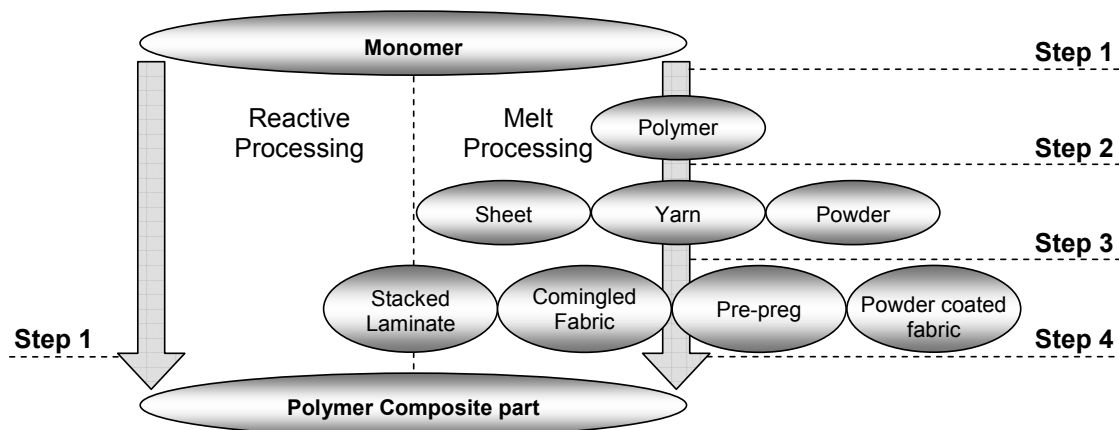 Monomer
Step 1
Reactive
Processing
Melt
Processing
Polymer
Step 2
Sheet
Yarn
Powder
Step 3
Stacked
Laminate
Comingled
Fabric
Pre-preg
Powder coated
fabric
Step 1
Step 4
Polymer Composite part